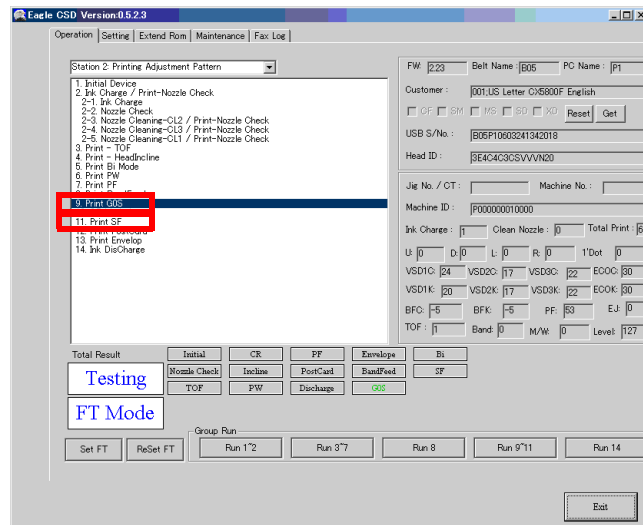 Eagle CSD Version:0.5.2.3
Operation Setting Extend Rom Maintenance Fax Log
Station 2: Printing Adjustment Pattern
1. Initial Device
2. Ink Charge / Print-Nozzle Check
2-1. Ink Charge
2-2. Nozzle Check
2-3. Nozzle Cleaning-CL2 / Print-Nozzle Check
2-4. Nozzle Cleaning-CL3 / Print-Nozzle Check
2-5. Nozzle Cleaning-CL1 / Print-Nozzle Check
3. Print - TOF
4. Print - HeadIncline
5. Print Bi Mode
6. Print PW
7. Print PF
9. Print G0S
11. Print SF
12. Print PostCard
13. Print Envelop
14. Ink DisCharge
FW: 2.23 Belt Name : B05 PC Name : P1
Customer : 001;US Letter CX5800F English
CF SM MS SD XD Reset Get
USB S/No. : B05P10603241342018
Head ID : 3E4C4C3CSVVVN20
Jig No. / CT : Machine No. :
Machine ID : P000000010000
Ink Charge : 1 Clean Nozzle : 0 Total Print : 6
U: 0 D: 0 L: 0 R: 0 1'Dot 0
VSD1C: 24 VSD2C: 17 VSD3C: 22 ECOC: 30
VSD1K: 20 VSD2K: 17 VSD3K: 22 ECOK: 30
BFC: -5 BFK: -5 PF: 53 EJ: 0
TOF : 1 Band: 0 M/W: 0 Level: 127
Total Result Initial CR PF Envelope Bi
Testing Nozzle Check Incline PostCard BandFeed SF
TOF PW Discharge G0S
FT Mode
Group Run
Set FT ReSet FT Run 1~2 Run 3~7 Run 8 Run 9~11 Run 14
Exit